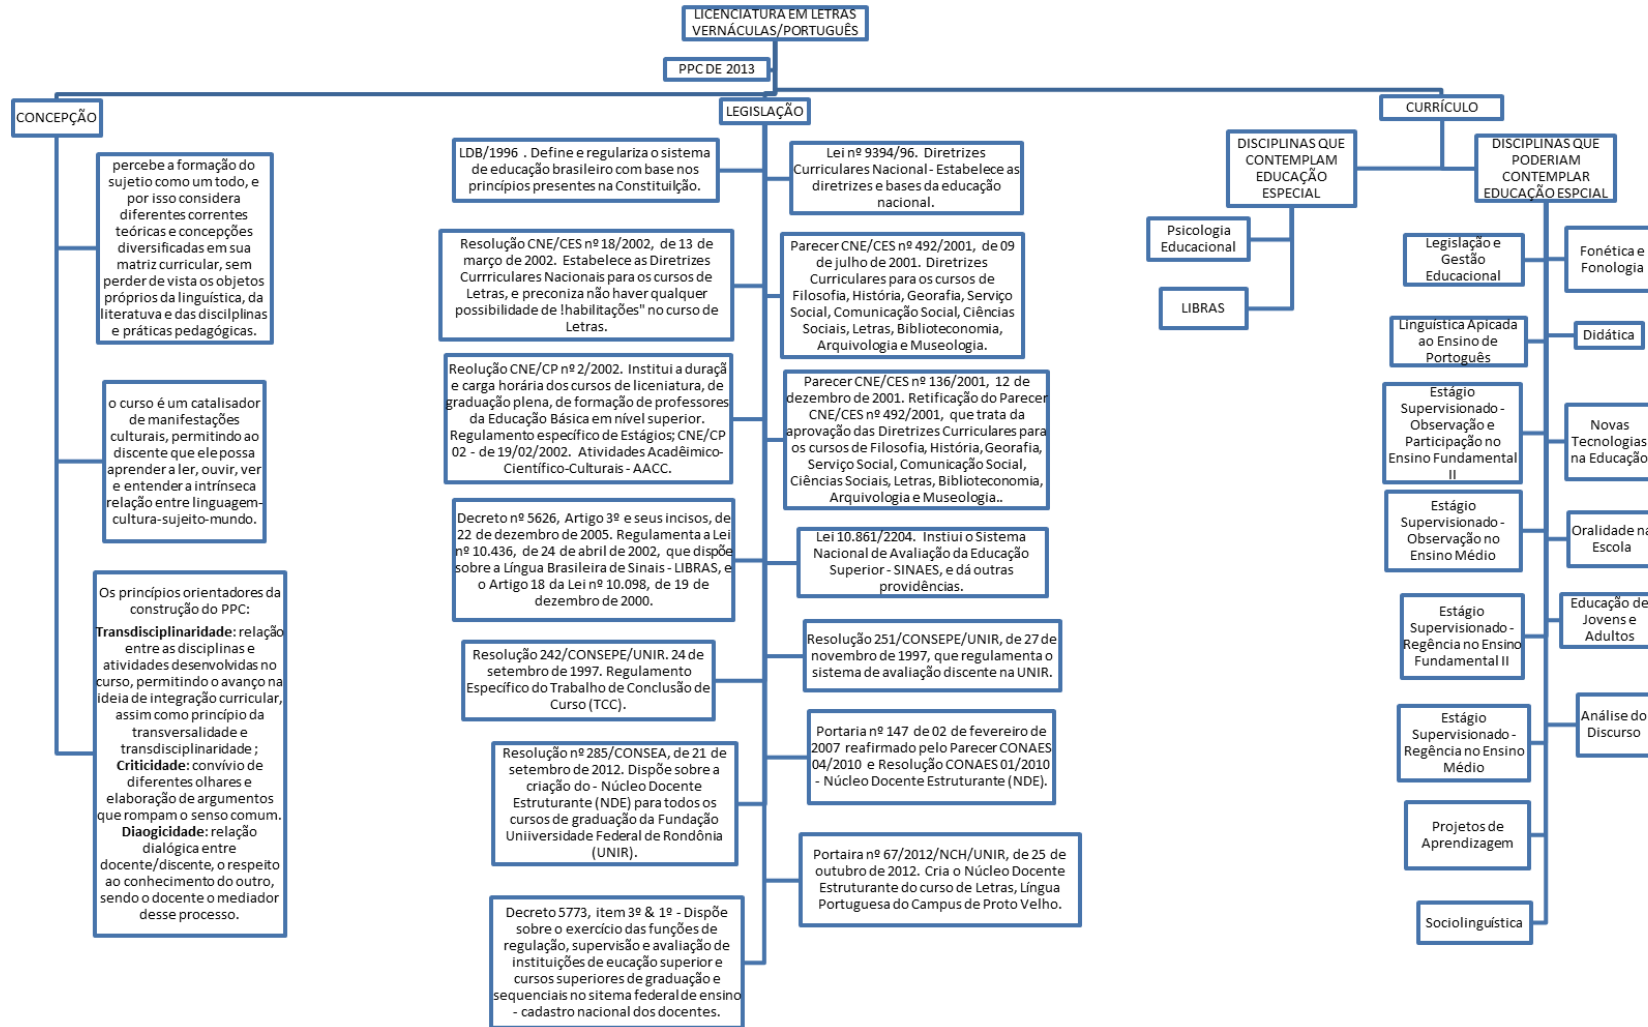 LICENCIATURA EM LETRAS
VERNÁCULAS/PORTUGUÊS
PPC DE 2013
CONCEPÇÃO
percebe a formação do
sujetio como um todo, e
por isso considera
diferentes correntes
teóricas e concepções
diversificadas em sua
matriz curricular, sem
perder de vista os objetos
próprios da linguística, da
literatuva e das discilplinas
e práticas pedagógicas.
o curso é um catalisador
de manifestações
culturais, permitindo ao
discente que ele possa
aprender a ler, ouvir, ver
e entender a intrínseca
relação entre linguagem-
cultura-sujeito-mundo.
Os princípios orientadores da
construção do PPC:
Transdisciplinaridade: relação
entre as disciplinas e
atividades desenvolvidas no
curso, permitindo o avanço na
ideia de integração curricular,
assim como princípio da
transversalidade e
transdisciplinaridade ;
Criticidade: convívio de
diferentes olhares e
elaboração de argumentos
que rompam o senso comum.
Diaogicidade: relação
dialógica entre
docente/discente, o respeito
ao conhecimento do outro,
sendo o docente o mediador
desse processo.
LEGISLAÇÃO
LDB/1996 . Define e regulariza o sistema
de educação brasileiro com base nos
princípios presentes na Constituilção.
Lei nº 9394/96. Diretrizes
Curriculares Nacional - Estabelece as
diretrizes e bases da educação
nacional.
Resolução CNE/CES nº 18/2002, de 13 de
março de 2002. Estabelece as Diretrizes
Currriculares Nacionais para os cursos de
Letras, e preconiza não haver qualquer
possibilidade de !habilitações" no curso de
Letras.
Parecer CNE/CES nº 492/2001, de 09
de julho de 2001. Diretrizes
Curriculares para os cursos de
Filosofia, História, Georafia, Serviço
Social, Comunicação Social, Ciências
Sociais, Letras, Biblioteconomia,
Arquivologia e Museologia.
Reolução CNE/CP nº 2/2002. Institui a duraçã
e carga horária dos cursos de liceniatura, de
graduação plena, de formação de professores
da Educação Básica em nível superior.
Regulamento específico de Estágios; CNE/CP
02 - de 19/02/2002. Atividades Acadêimico-
Científico-Culturais - AACC.
Parecer CNE/CES nº 136/2001, 12 de
dezembro de 2001. Retificação do Parecer
CNE/CES nº 492/2001, que trata da
aprovação das Diretrizes Curriculares para
os cursos de Filosofia, História, Georafia,
Serviço Social, Comunicação Social,
Ciências Sociais, Letras, Biblioteconomia,
Arquivologia e Museologia..
Decreto nº 5626, Artigo 3º e seus incisos, de
22 de dezembro de 2005. Regulamenta a Lei
nº 10.436, de 24 de abril de 2002, que dispõe
sobre a Língua Brasileira de Sinais - LIBRAS, e
o Artigo 18 da Lei nº 10.098, de 19 de
dezembro de 2000.
Lei 10.861/2204. Instiui o Sistema
Nacional de Avaliação da Educação
Superior - SINAES, e dá outras
providências.
Resolução 242/CONSEPE/UNIR. 24 de
setembro de 1997. Regulamento
Específico do Trabalho de Conclusão de
Curso (TCC).
Resolução 251/CONSEPE/UNIR, de 27 de
novembro de 1997, que regulamenta o
sistema de avaliação discente na UNIR.
Resolução nº 285/CONSEA, de 21 de
setembro de 2012. Dispõe sobre a
criação do - Núcleo Docente
Estruturante (NDE) para todos os
cursos de graduação da Fundação
Uniiversidade Federal de Rondônia
(UNIR).
Portaria nº 147 de 02 de fevereiro de
2007 reafirmado pelo Parecer CONAES
04/2010 e Resolução CONAES 01/2010
- Núcleo Docente Estruturante (NDE).
Portaira nº 67/2012/NCH/UNIR, de 25 de
outubro de 2012. Cria o Núcleo Docente
Estruturante do curso de Letras, Língua
Portuguesa do Campus de Proto Velho.
Decreto 5773, item 3º & 1º - Dispõe
sobre o exercício das funções de
regulação, supervisão e avaliação de
instituições de eucação superior e
cursos superiores de graduação e
sequenciais no sitema federal de ensino
- cadastro nacional dos docentes.
CURRÍCULO
DISCIPLINAS QUE
CONTEMPLAM
EDUCAÇÃO
ESPECIAL
Psicologia
Educacional
LIBRAS
DISCIPLINAS QUE
PODERIAM
CONTEMPLAR
EDUCAÇÃO ESPCIAL
Legislação e
Gestão
Educacional
Fonética e
Fonologia
Linguística Apicada
ao Ensino de
Português
Didática
Estágio
Supervisionado -
Observação e
Participação no
Ensino Fundamental
II
Novas
Tecnologias
na Educação
Estágio
Supervisionado -
Observação no
Ensino Médio
Oralidade na
Escola
Estágio
Supervisionado -
Regência no Ensino
Fundamental II
Educação de
Jovens e
Adultos
Estágio
Supervisionado -
Regência no Ensino
Médio
Análise do
Discurso
Projetos de
Aprendizagem
Sociolinguística